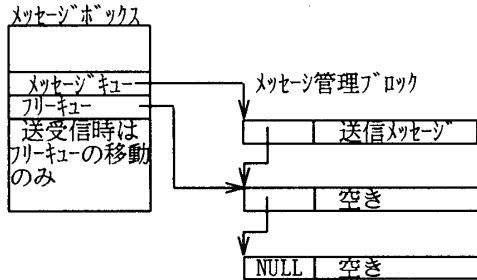 メッセージボックス
メッセージキュー
フリーキュー
送受信時は
フリーキューの移動
のみ
メッセージ管理ブロック
送信メッセージ
空き
NULL 空き